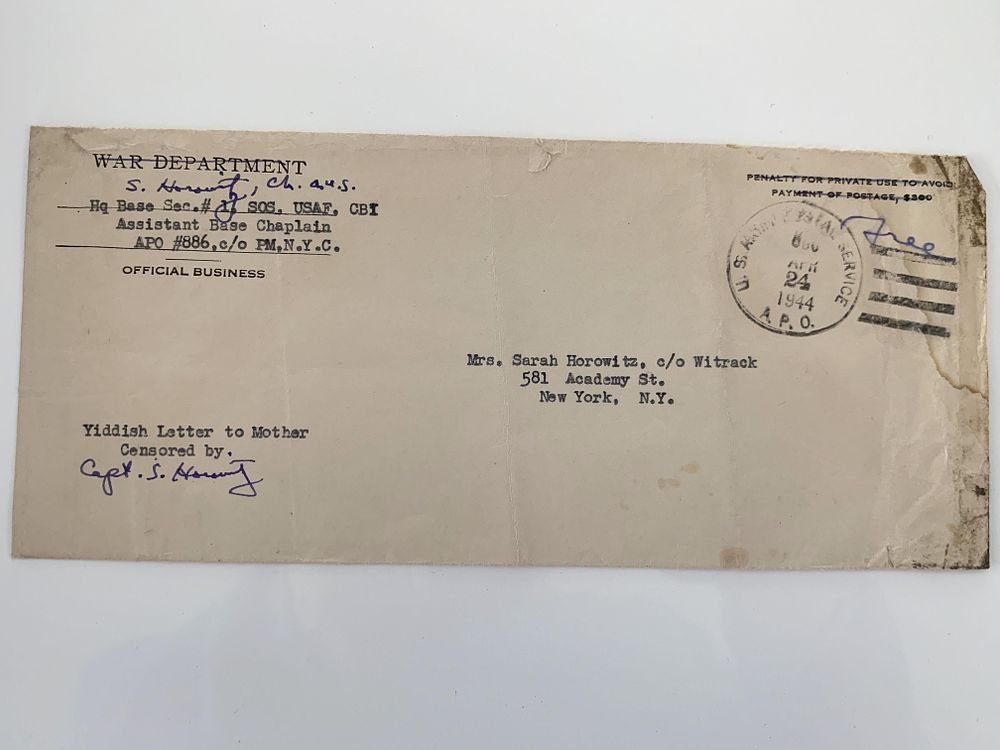 WAR DEPARTMENT
S. Horowitz, Ch. A.U.S.
Hq Base Sec.# SOS. USAF. CBI
Assistant Base Chaplain
APO #886,c/o PM,N.Y.C.
OFFICIAL BUSINESS
PENALTY FOR PRIVATE USE TO AVOID
PAYMENT OF POSTAGE, $300
Free
U. S. ARMY POSTAL SERVICE
APR
24
1944
A. P. O.
Mrs. Sarah Horowitz, c/o Witrack
581 Academy St.
New York, N.Y.
Yiddish Letter to Mother
Censored by.
Capt. S. Horowitz